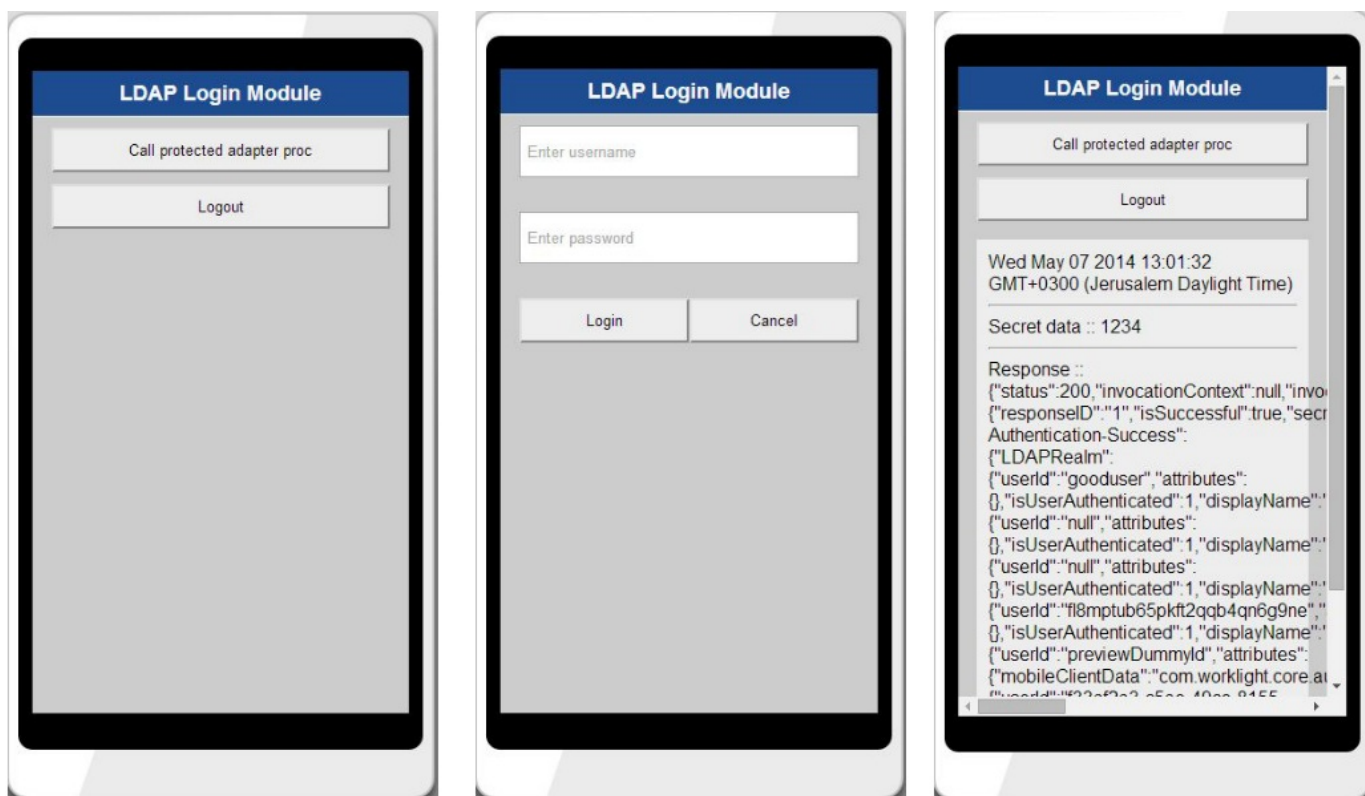 LDAP Login Module
Call protected adapter proc
Logout
LDAP Login Module
Enter username
Enter password
Login
Cancel
LDAP Login Module
Call protected adapter proc
Logout
Wed May 07 2014 13:01:32
GMT+0300 (Jerusalem Daylight Time)
Secret data :: 1234
Response ::
{"status":200,"invocationContext":null,"invo
{"responseID":"1","isSuccessful":true,"secr
Authentication-Success":
{"LDAPRealm":
{"userId":"gooduser","attributes":
{},"isUserAuthenticated":1,"displayName":"
{"userId":"null","attributes":
{},"isUserAuthenticated":1,"displayName":"
{"userId":"null","attributes":
{},"isUserAuthenticated":1,"displayName":"
{"userId":"fl8mptub65pkft2qqb4qn6g9ne","
{},"isUserAuthenticated":1,"displayName":"
{"userId":"previewDummyId","attributes":
{"mobileClientData":"com.worklight.core.au